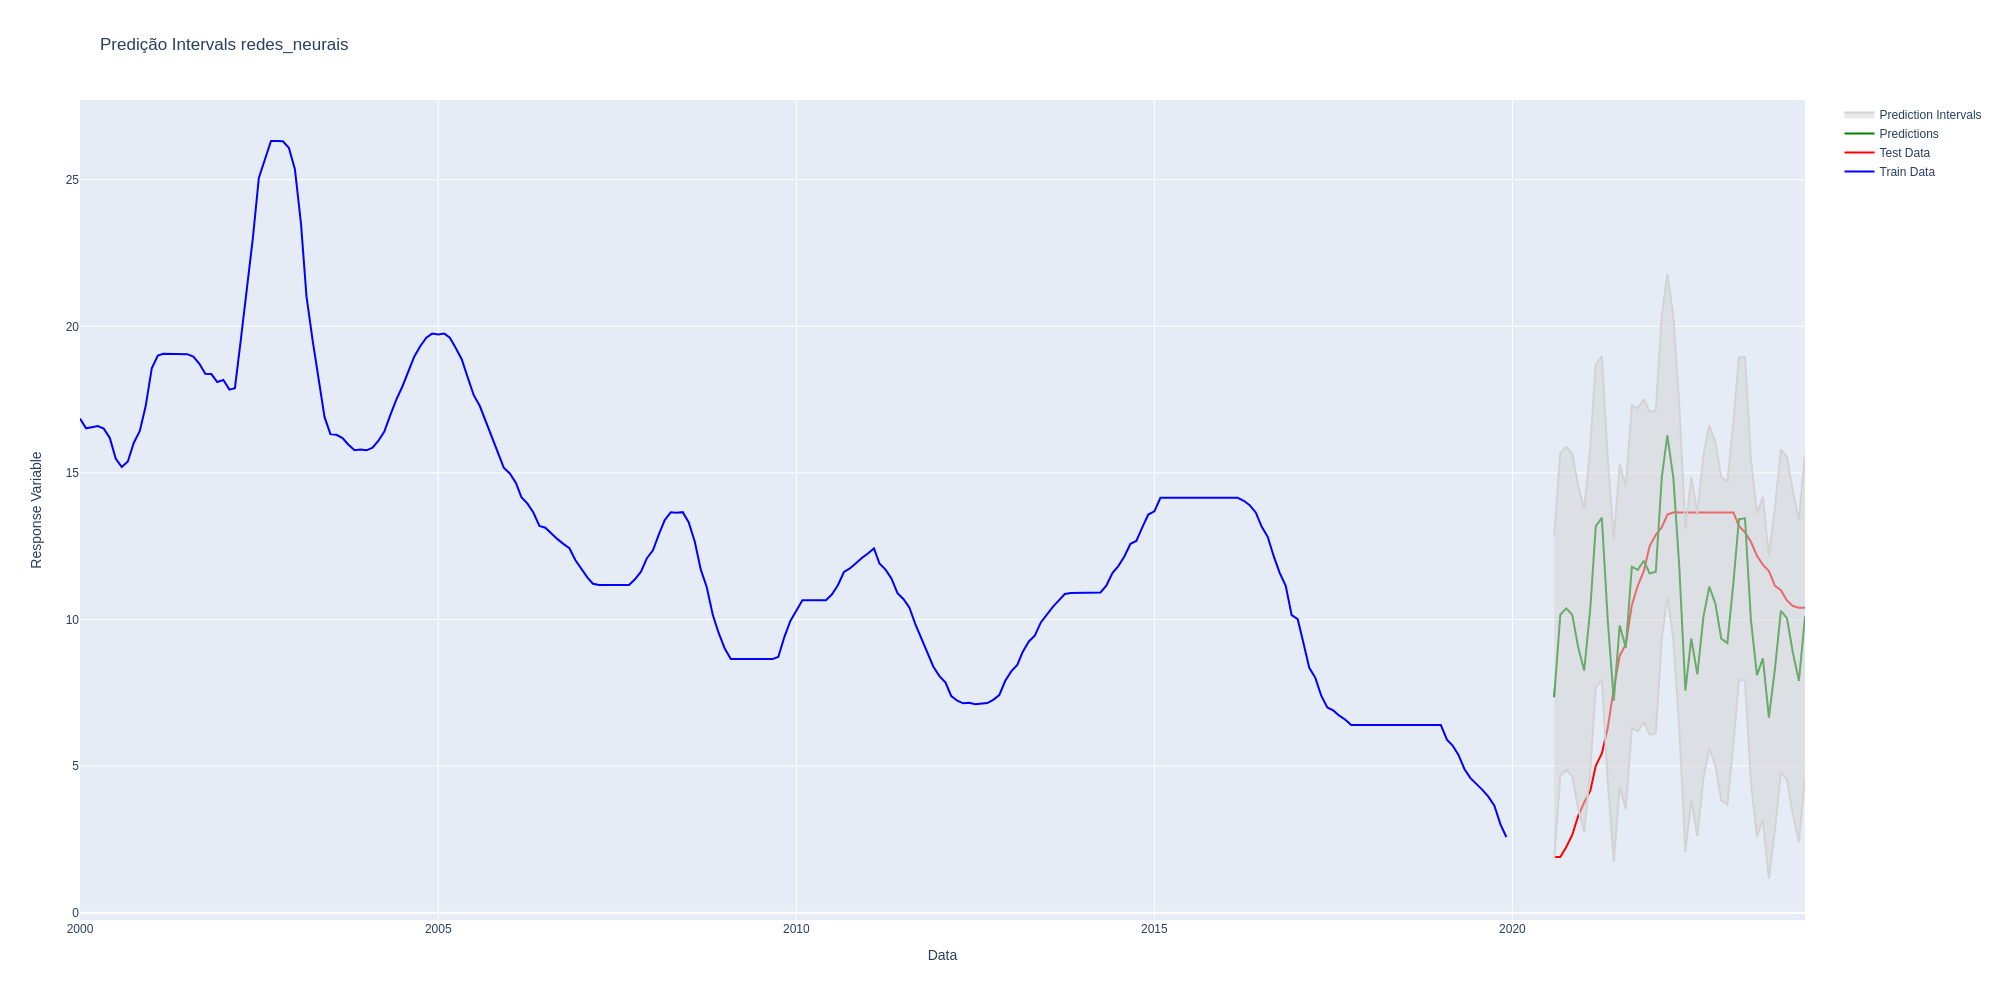 Predição Intervals redes_neurais
Prediction Intervals
Predictions
Test Data
Train Data
Response Variable
25
20
15
10
5
0
2000
2005
2010
2015
2020
Data